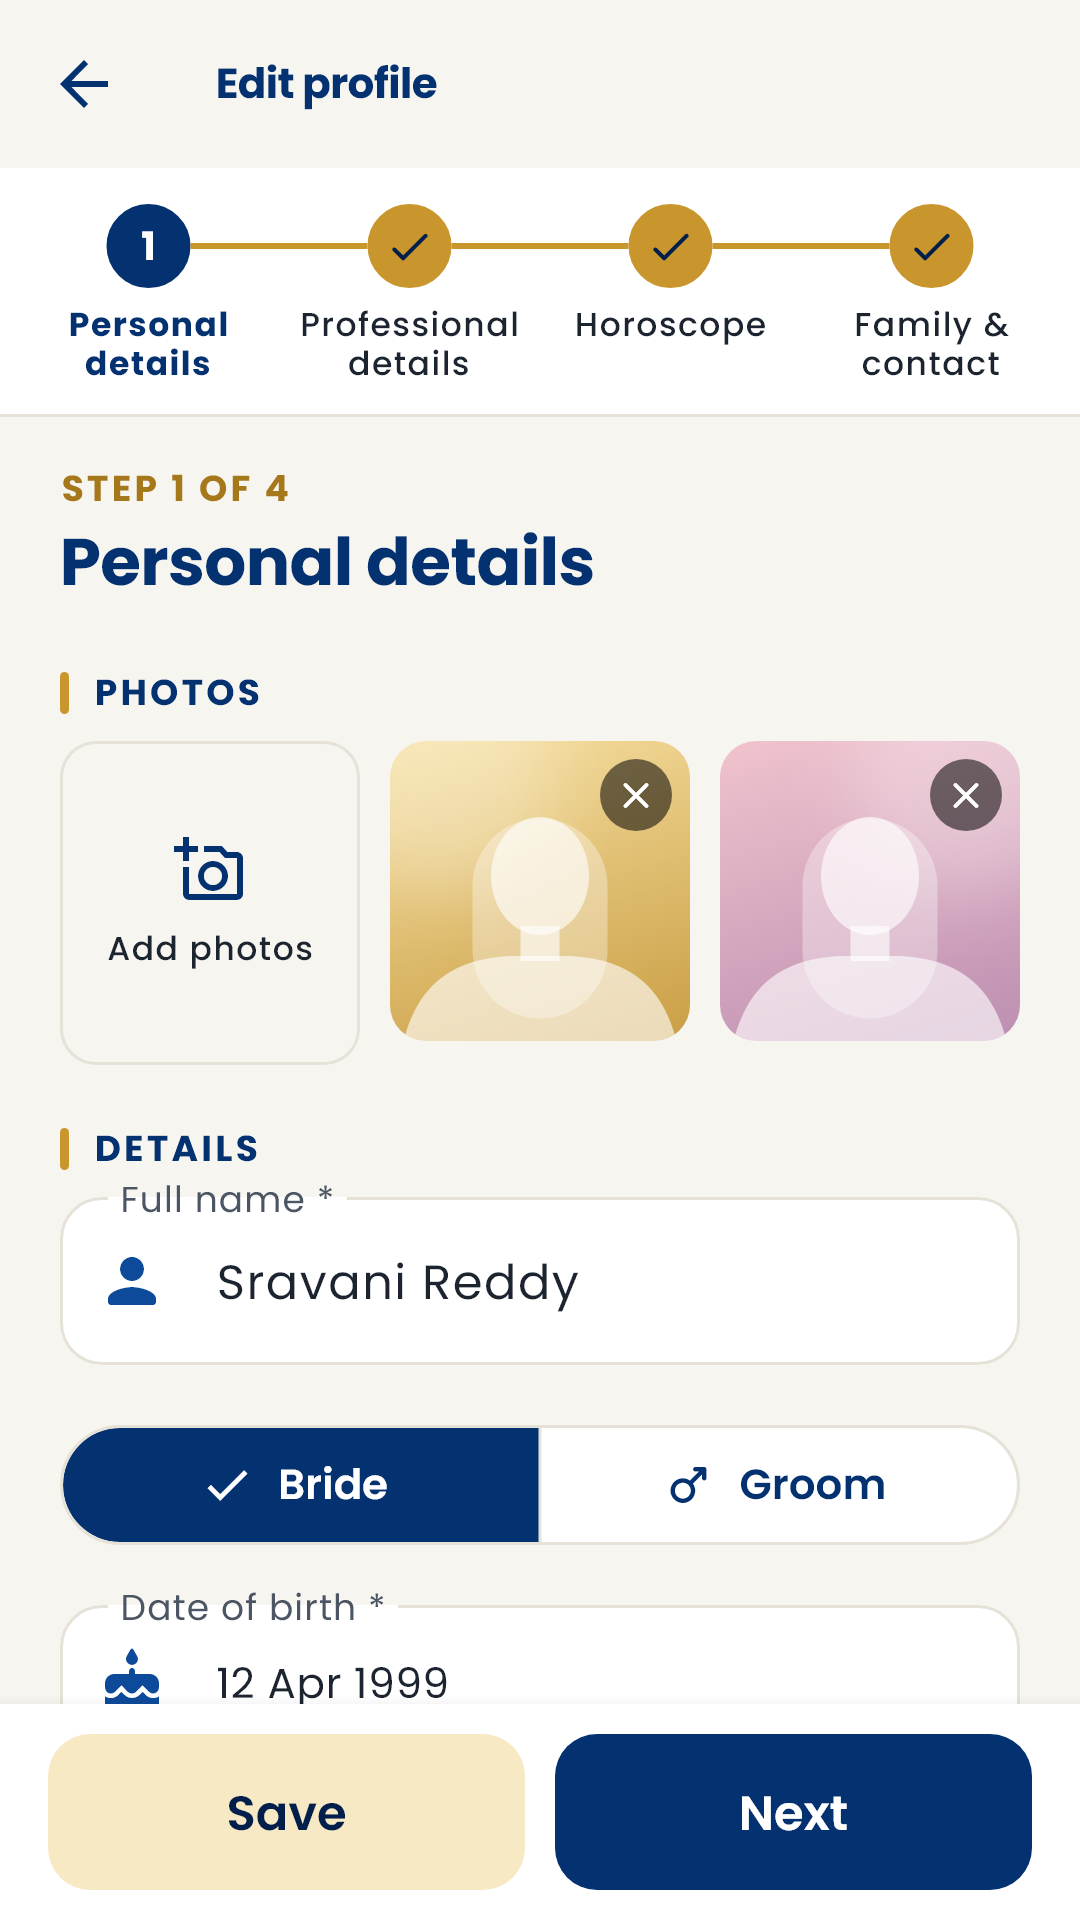 Edit profile
1
Personal details
Professional details
Horoscope
Family & contact
STEP 1 OF 4
Personal details
PHOTOS
Add photos
DETAILS
Full name *
Sravani Reddy
Bride
Groom
Date of birth *
12 Apr 1999
Save
Next